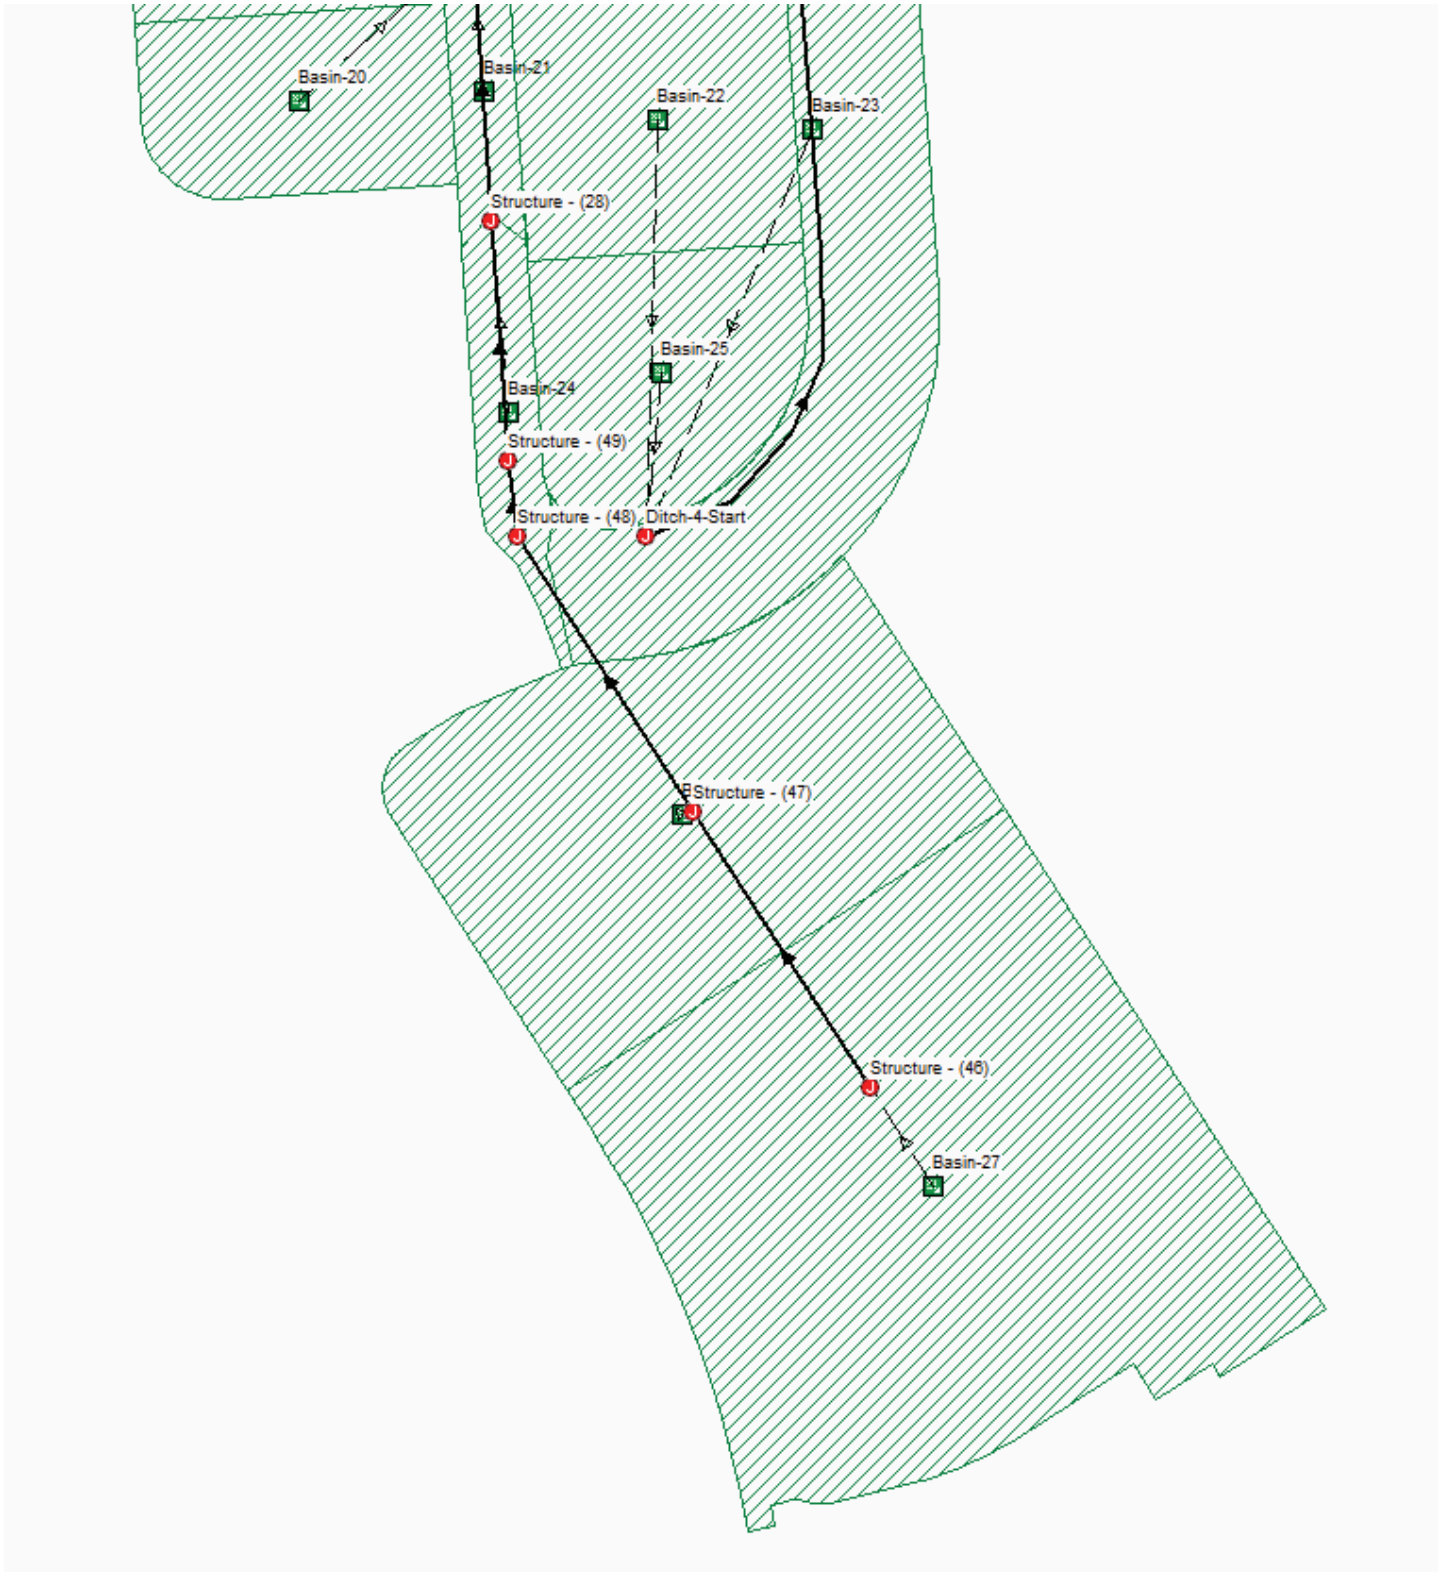 Basin-21
Basin-20
Basin-22
Basin-23
Structure - (28)
Basin-25
Basin-24
Structure - (49)
Structure - (48)
Ditch-4-Start
Structure - (47)
Structure - (46)
Basin-27